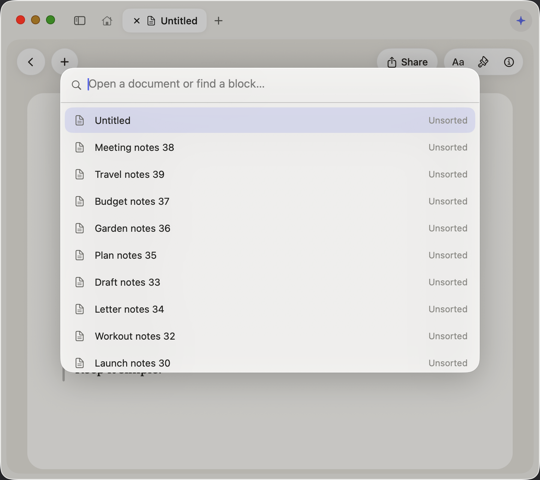 Untitled
Share
Aa
Open a document or find a block...
Untitled Unsorted
Meeting notes 38 Unsorted
Travel notes 39 Unsorted
Budget notes 37 Unsorted
Garden notes 36 Unsorted
Plan notes 35 Unsorted
Draft notes 33 Unsorted
Letter notes 34 Unsorted
Workout notes 32 Unsorted
Launch notes 30 Unsorted